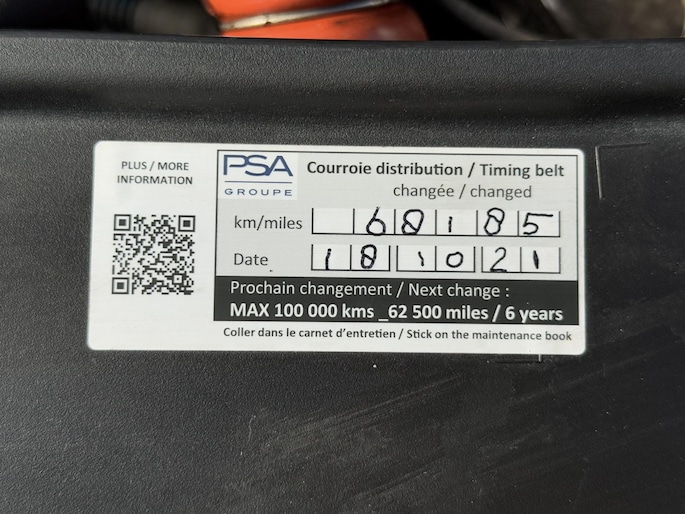 PLUS / MORE
INFORMATION
PSA
GROUPE
Courroie distribution / Timing belt
changée / changed
km/miles 68185
Date 18 10 21
Prochain changement / Next change :
MAX 100 000 kms _62 500 miles / 6 years
Coller dans le carnet d'entretien / Stick on the maintenance book